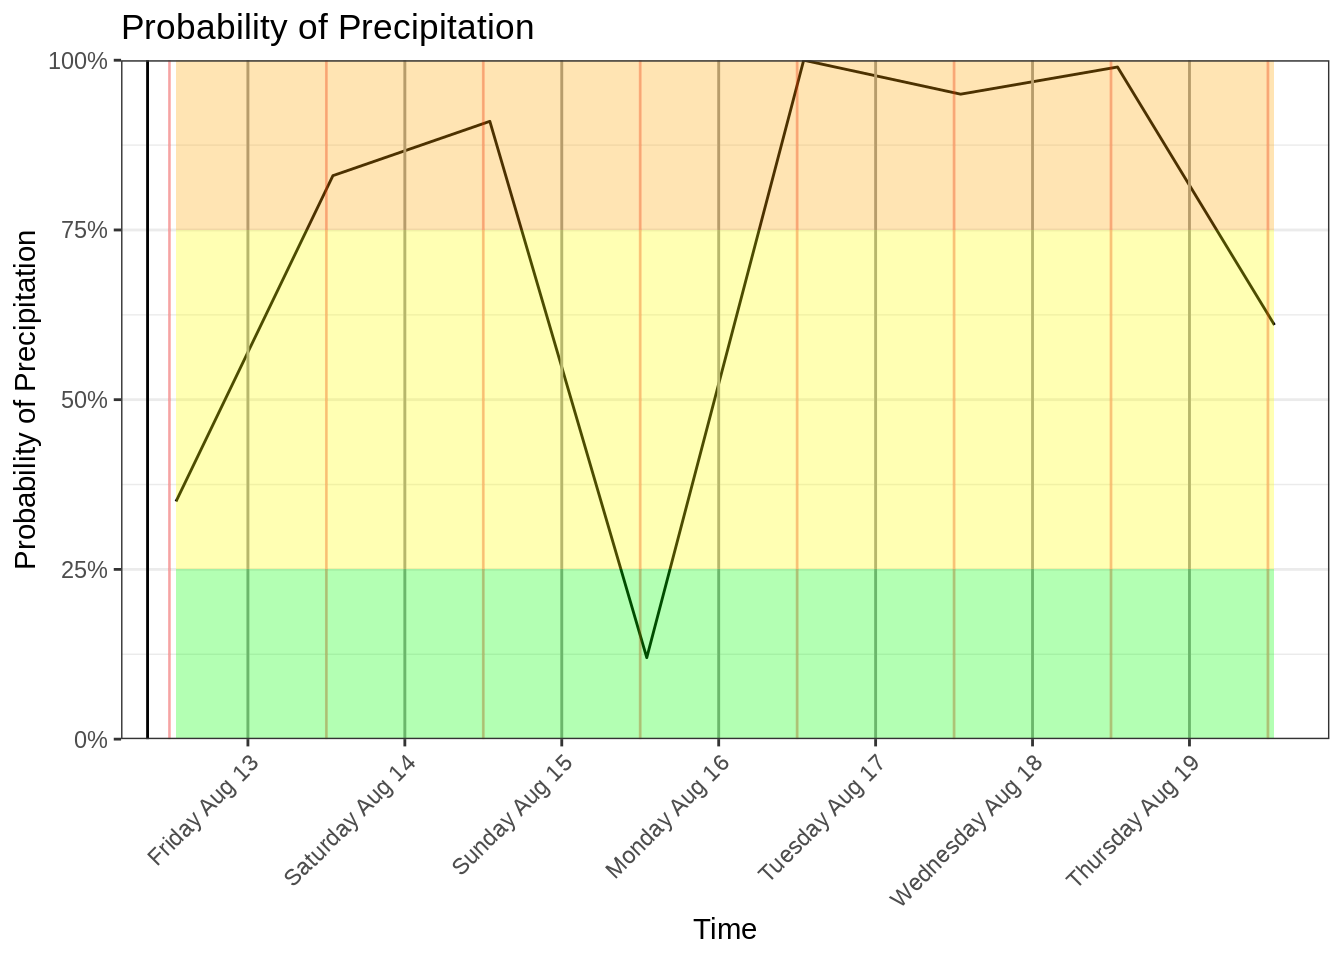 Probability of Precipitation
Probability of Precipitation
100%
75%
50%
25%
0%
Friday Aug 13
Saturday Aug 14
Sunday Aug 15
Monday Aug 16
Tuesday Aug 17
Wednesday Aug 18
Thursday Aug 19
Time